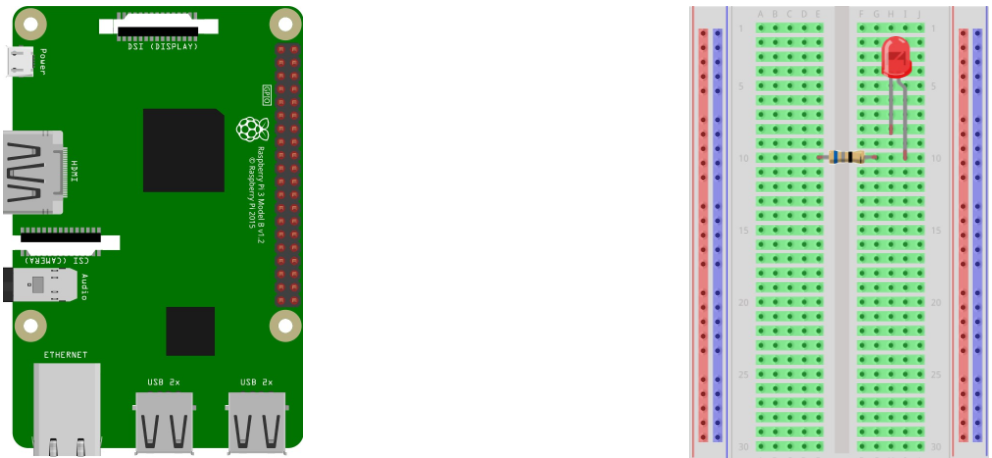 DSI (DISPLAY)
Power
GPIO
HDMI
Raspberry Pi 3 Model B v1.2
© Raspberry Pi 2015
CSI (CAMERA)
Audio
ETHERNET
USB 2x
USB 2x
A B C D E F G H I J
1 1
5 5
10 10
15 15
20 20
25 25
30 30